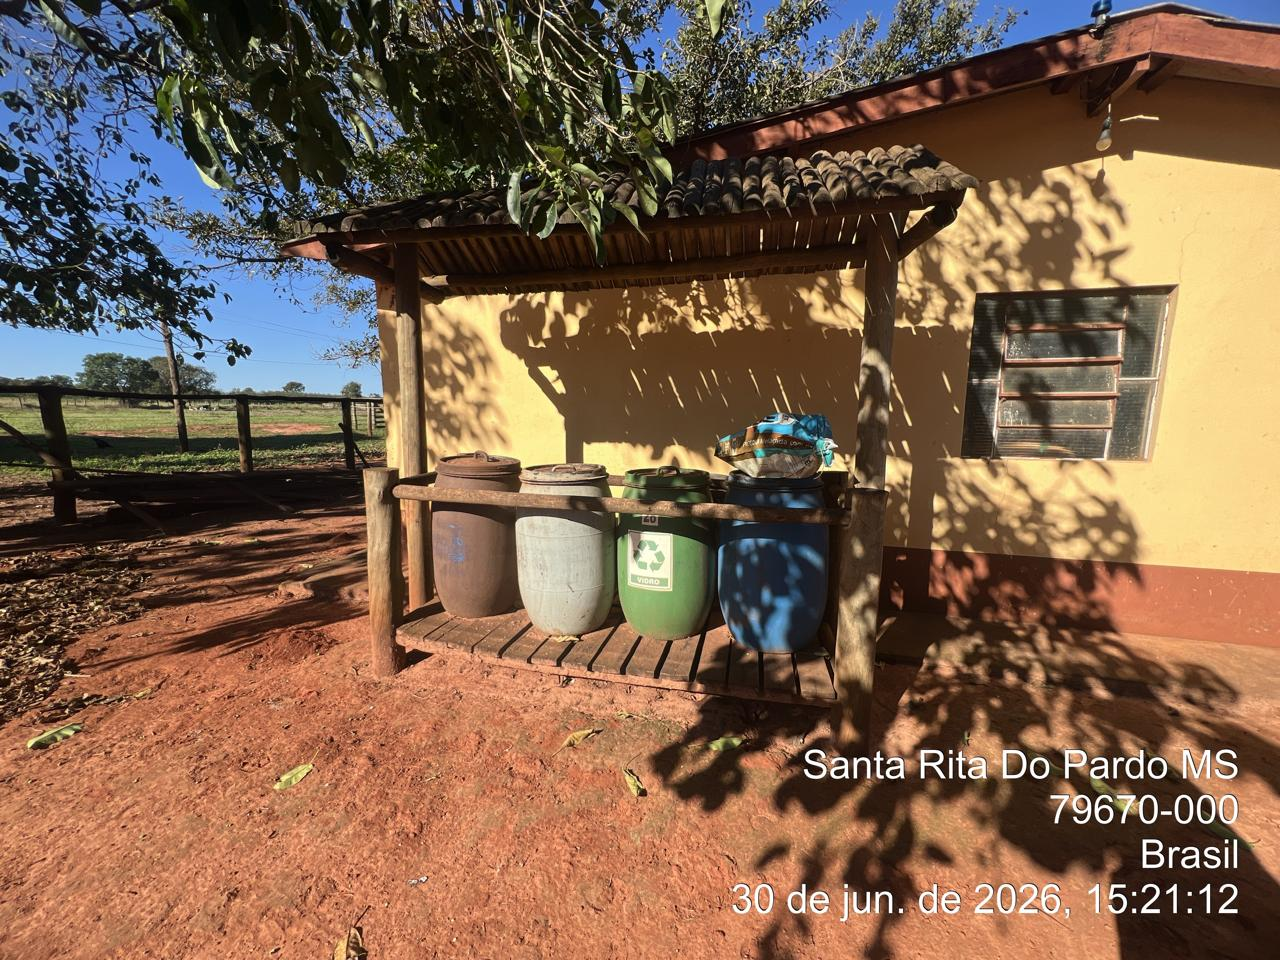 20
VIDRO
Santa Rita Do Pardo MS
79670-000
Brasil
30 de jun. de 2026, 15:21:12